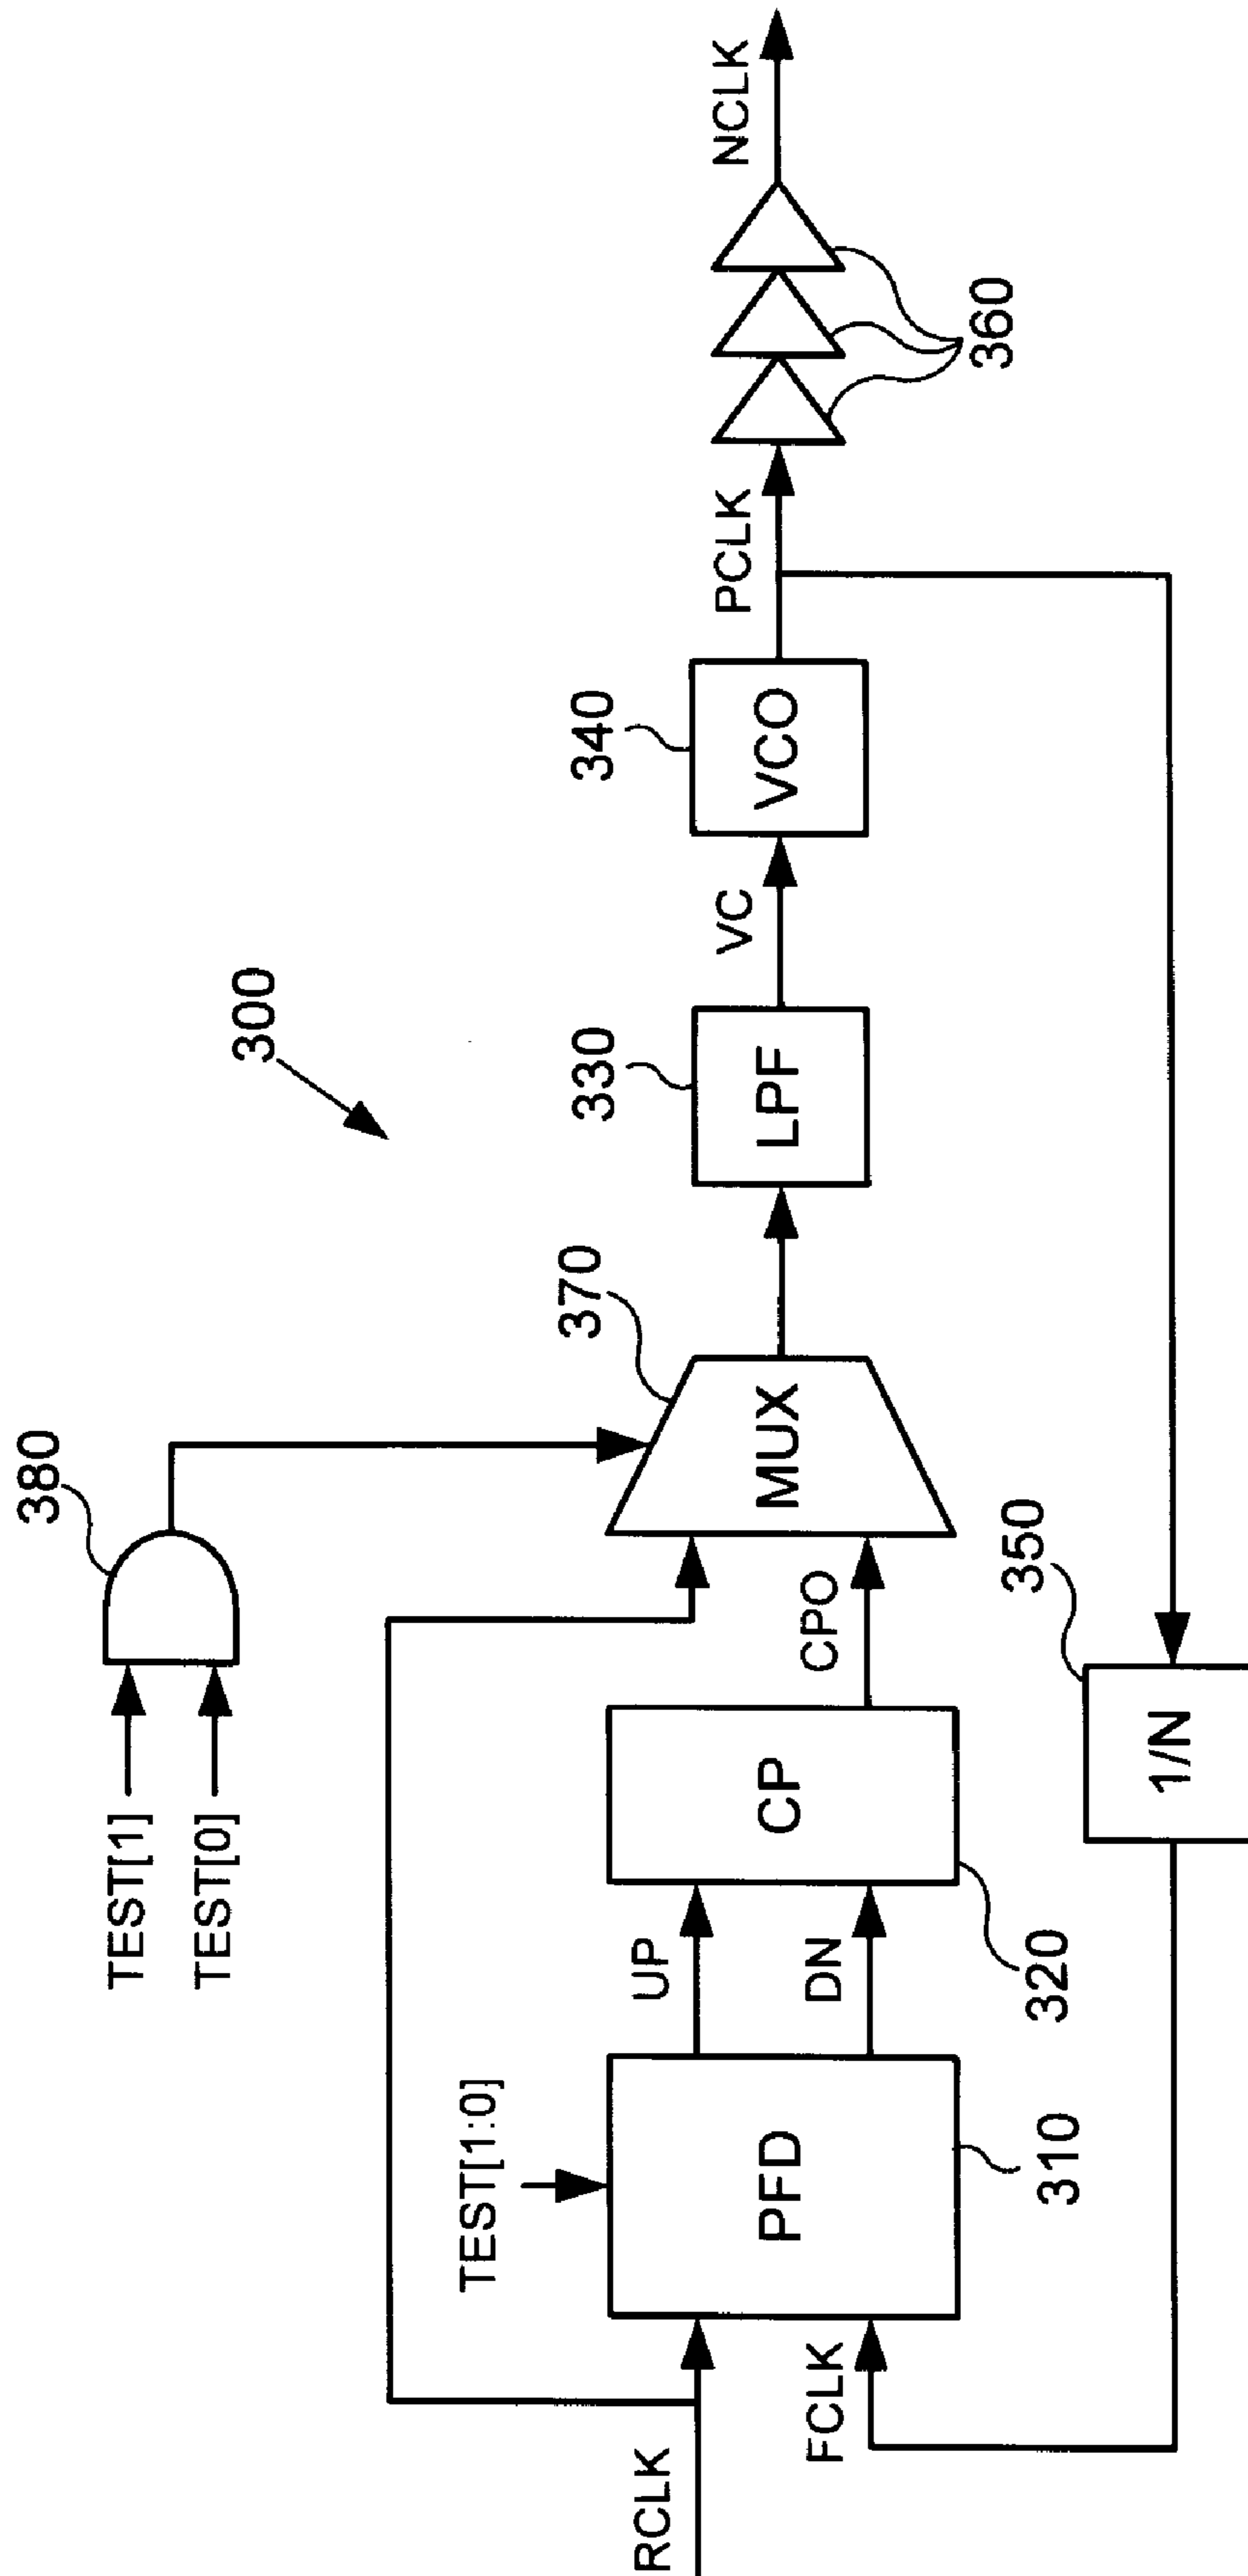 300
380
TEST[1]
TEST[0]
370
MUX
330
LPF
VC
340
VCO
PCLK
NCLK
360
TEST[1:0]
RCLK
FCLK
PFD
310
UP
DN
CP
320
CPO
350
1/N